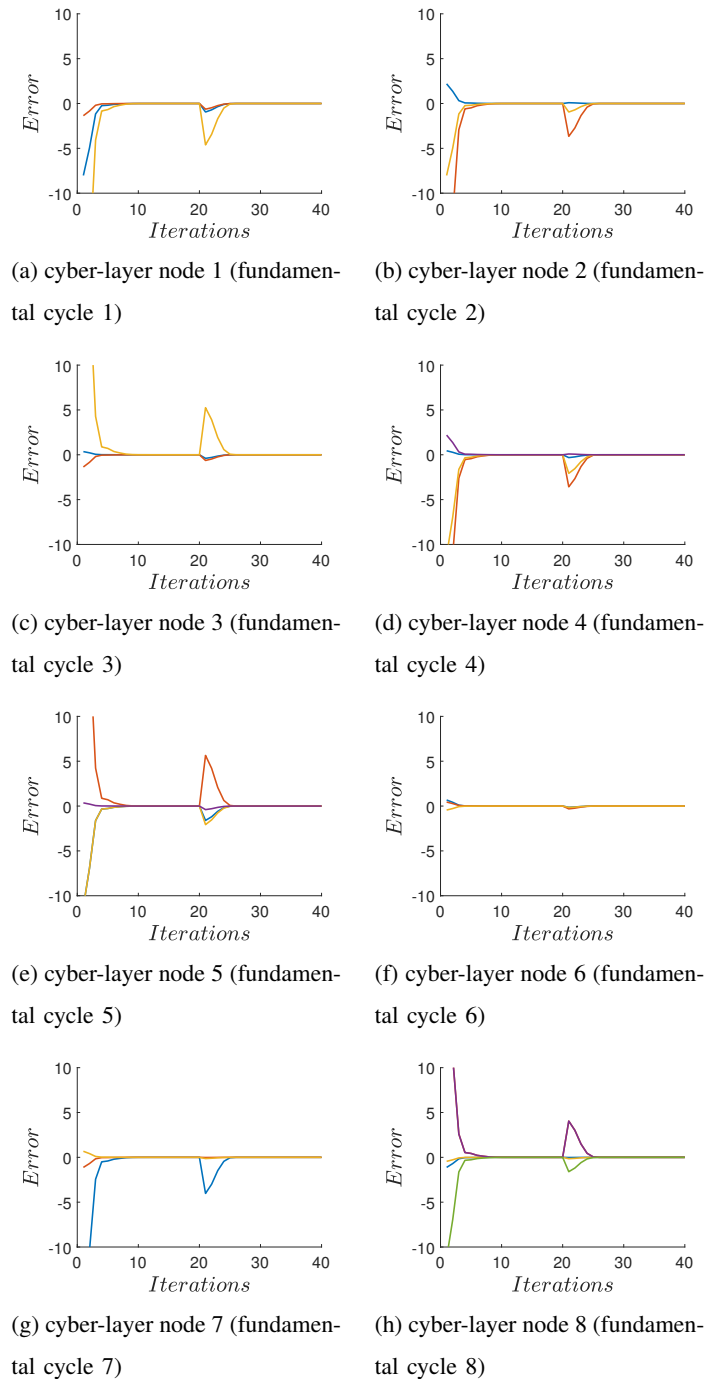 10
5
0
-5
-10
Error
0 10 20 30 40
Iterations
10
5
0
-5
-10
Error
0 10 20 30 40
Iterations
(a) cyber-layer node 1 (fundamen-
tal cycle 1)
(b) cyber-layer node 2 (fundamen-
tal cycle 2)
10
5
0
-5
-10
Error
0 10 20 30 40
Iterations
10
5
0
-5
-10
Error
0 10 20 30 40
Iterations
(c) cyber-layer node 3 (fundamen-
tal cycle 3)
(d) cyber-layer node 4 (fundamen-
tal cycle 4)
10
5
0
-5
-10
Error
0 10 20 30 40
Iterations
10
5
0
-5
-10
Error
0 10 20 30 40
Iterations
(e) cyber-layer node 5 (fundamen-
tal cycle 5)
(f) cyber-layer node 6 (fundamen-
tal cycle 6)
10
5
0
-5
-10
Error
0 10 20 30 40
Iterations
10
5
0
-5
-10
Error
0 10 20 30 40
Iterations
(g) cyber-layer node 7 (fundamen-
tal cycle 7)
(h) cyber-layer node 8 (fundamen-
tal cycle 8)